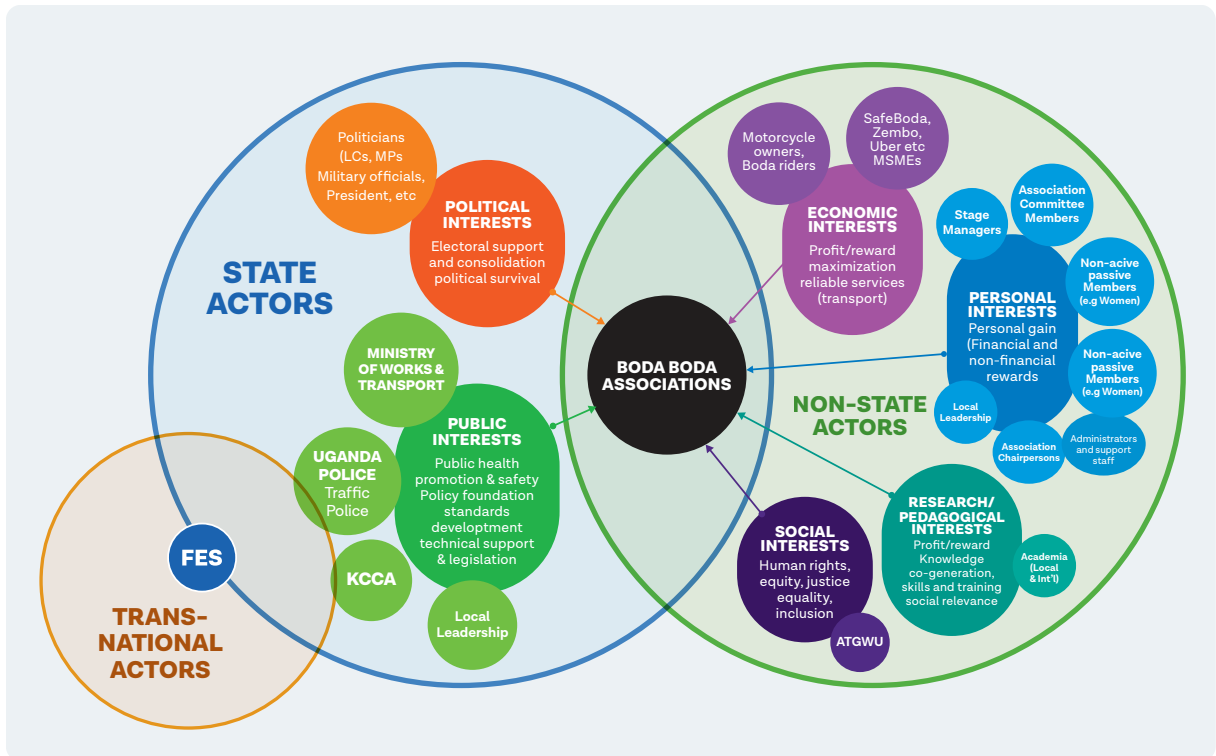 Politicians
(LCs, MPs
Military officials,
President, etc
POLITICAL
INTERESTS
Electoral support
and consolidation
political survival
STATE
ACTORS
MINISTRY
OF WORKS &
TRANSPORT
PUBLIC
INTERESTS
Public health
promotion & safety
Policy foundation
standards
developtment
technical support
& legislation
UGANDA
POLICE
Traffic
Police
KCCA
Local
Leadership
FES
TRANS-
NATIONAL
ACTORS
BODA BODA
ASSOCIATIONS
Motorcycle
owners,
Boda riders
SafeBoda,
Zembo,
Uber etc
MSMEs
ECONOMIC
INTERESTS
Profit/reward
maximization
reliable services
(transport)
Stage
Managers
Association
Committee
Members
Non-acive
passive
Members
(e.g Women)
PERSONAL
INTERESTS
Personal gain
(Financial and
non-financial
rewards
Non-acive
passive
Members
(e.g Women)
Local
Leadership
Association
Chairpersons
Administrators
and support
staff
NON-STATE
ACTORS
RESEARCH/
PEDAGOGICAL
INTERESTS
Profit/reward
Knowledge
co-generation,
skills and training
social relevance
Academia
(Local
& Int'l)
SOCIAL
INTERESTS
Human rights,
equity, justice
equality,
inclusion
ATGWU